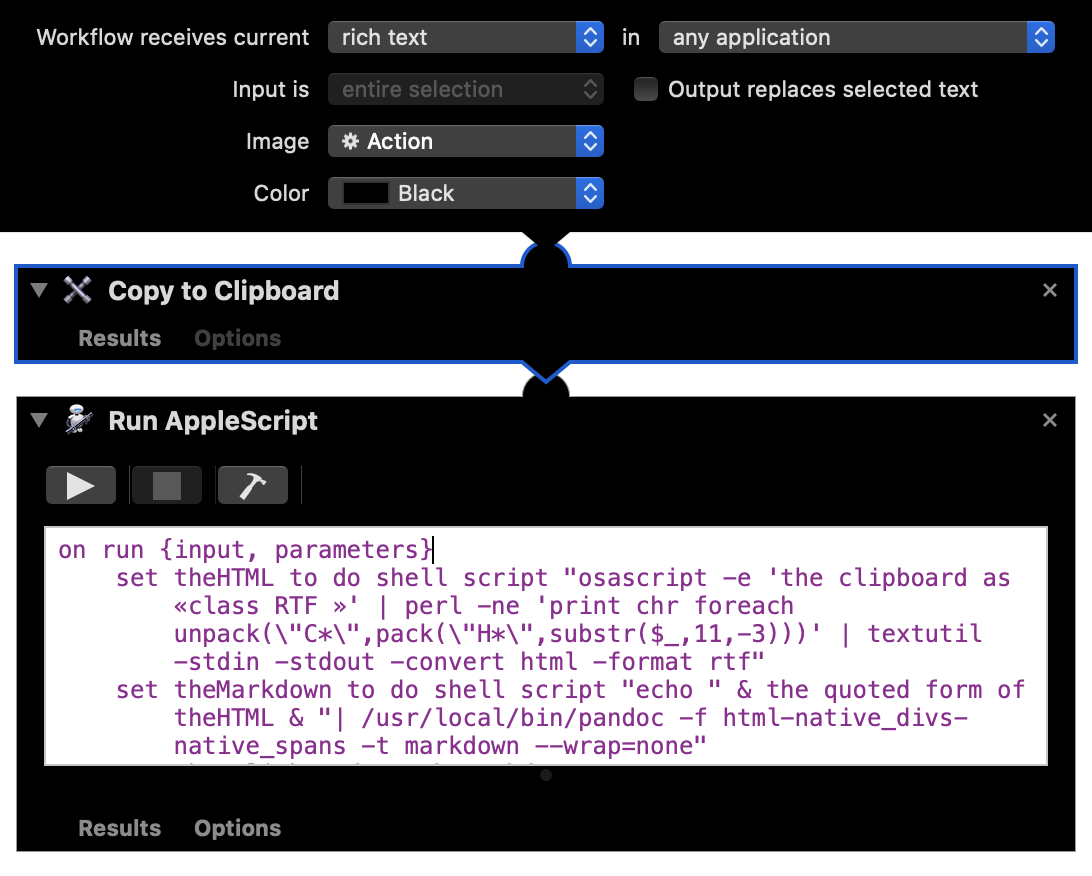 Workflow receives current rich text in any application
Input is entire selection Output replaces selected text
Image Action
Color Black
Copy to Clipboard
Results Options
Run AppleScript
on run {input, parameters}
set theHTML to do shell script "osascript -e 'the clipboard as
«class RTF »' | perl -ne 'print chr foreach
unpack(\"C*\",pack(\"H*\",substr($_,11,-3)))' | textutil
-stdin -stdout -convert html -format rtf"
set theMarkdown to do shell script "echo " & the quoted form of
theHTML & "| /usr/local/bin/pandoc -f html-native_divs-
native_spans -t markdown --wrap=none"
Results Options